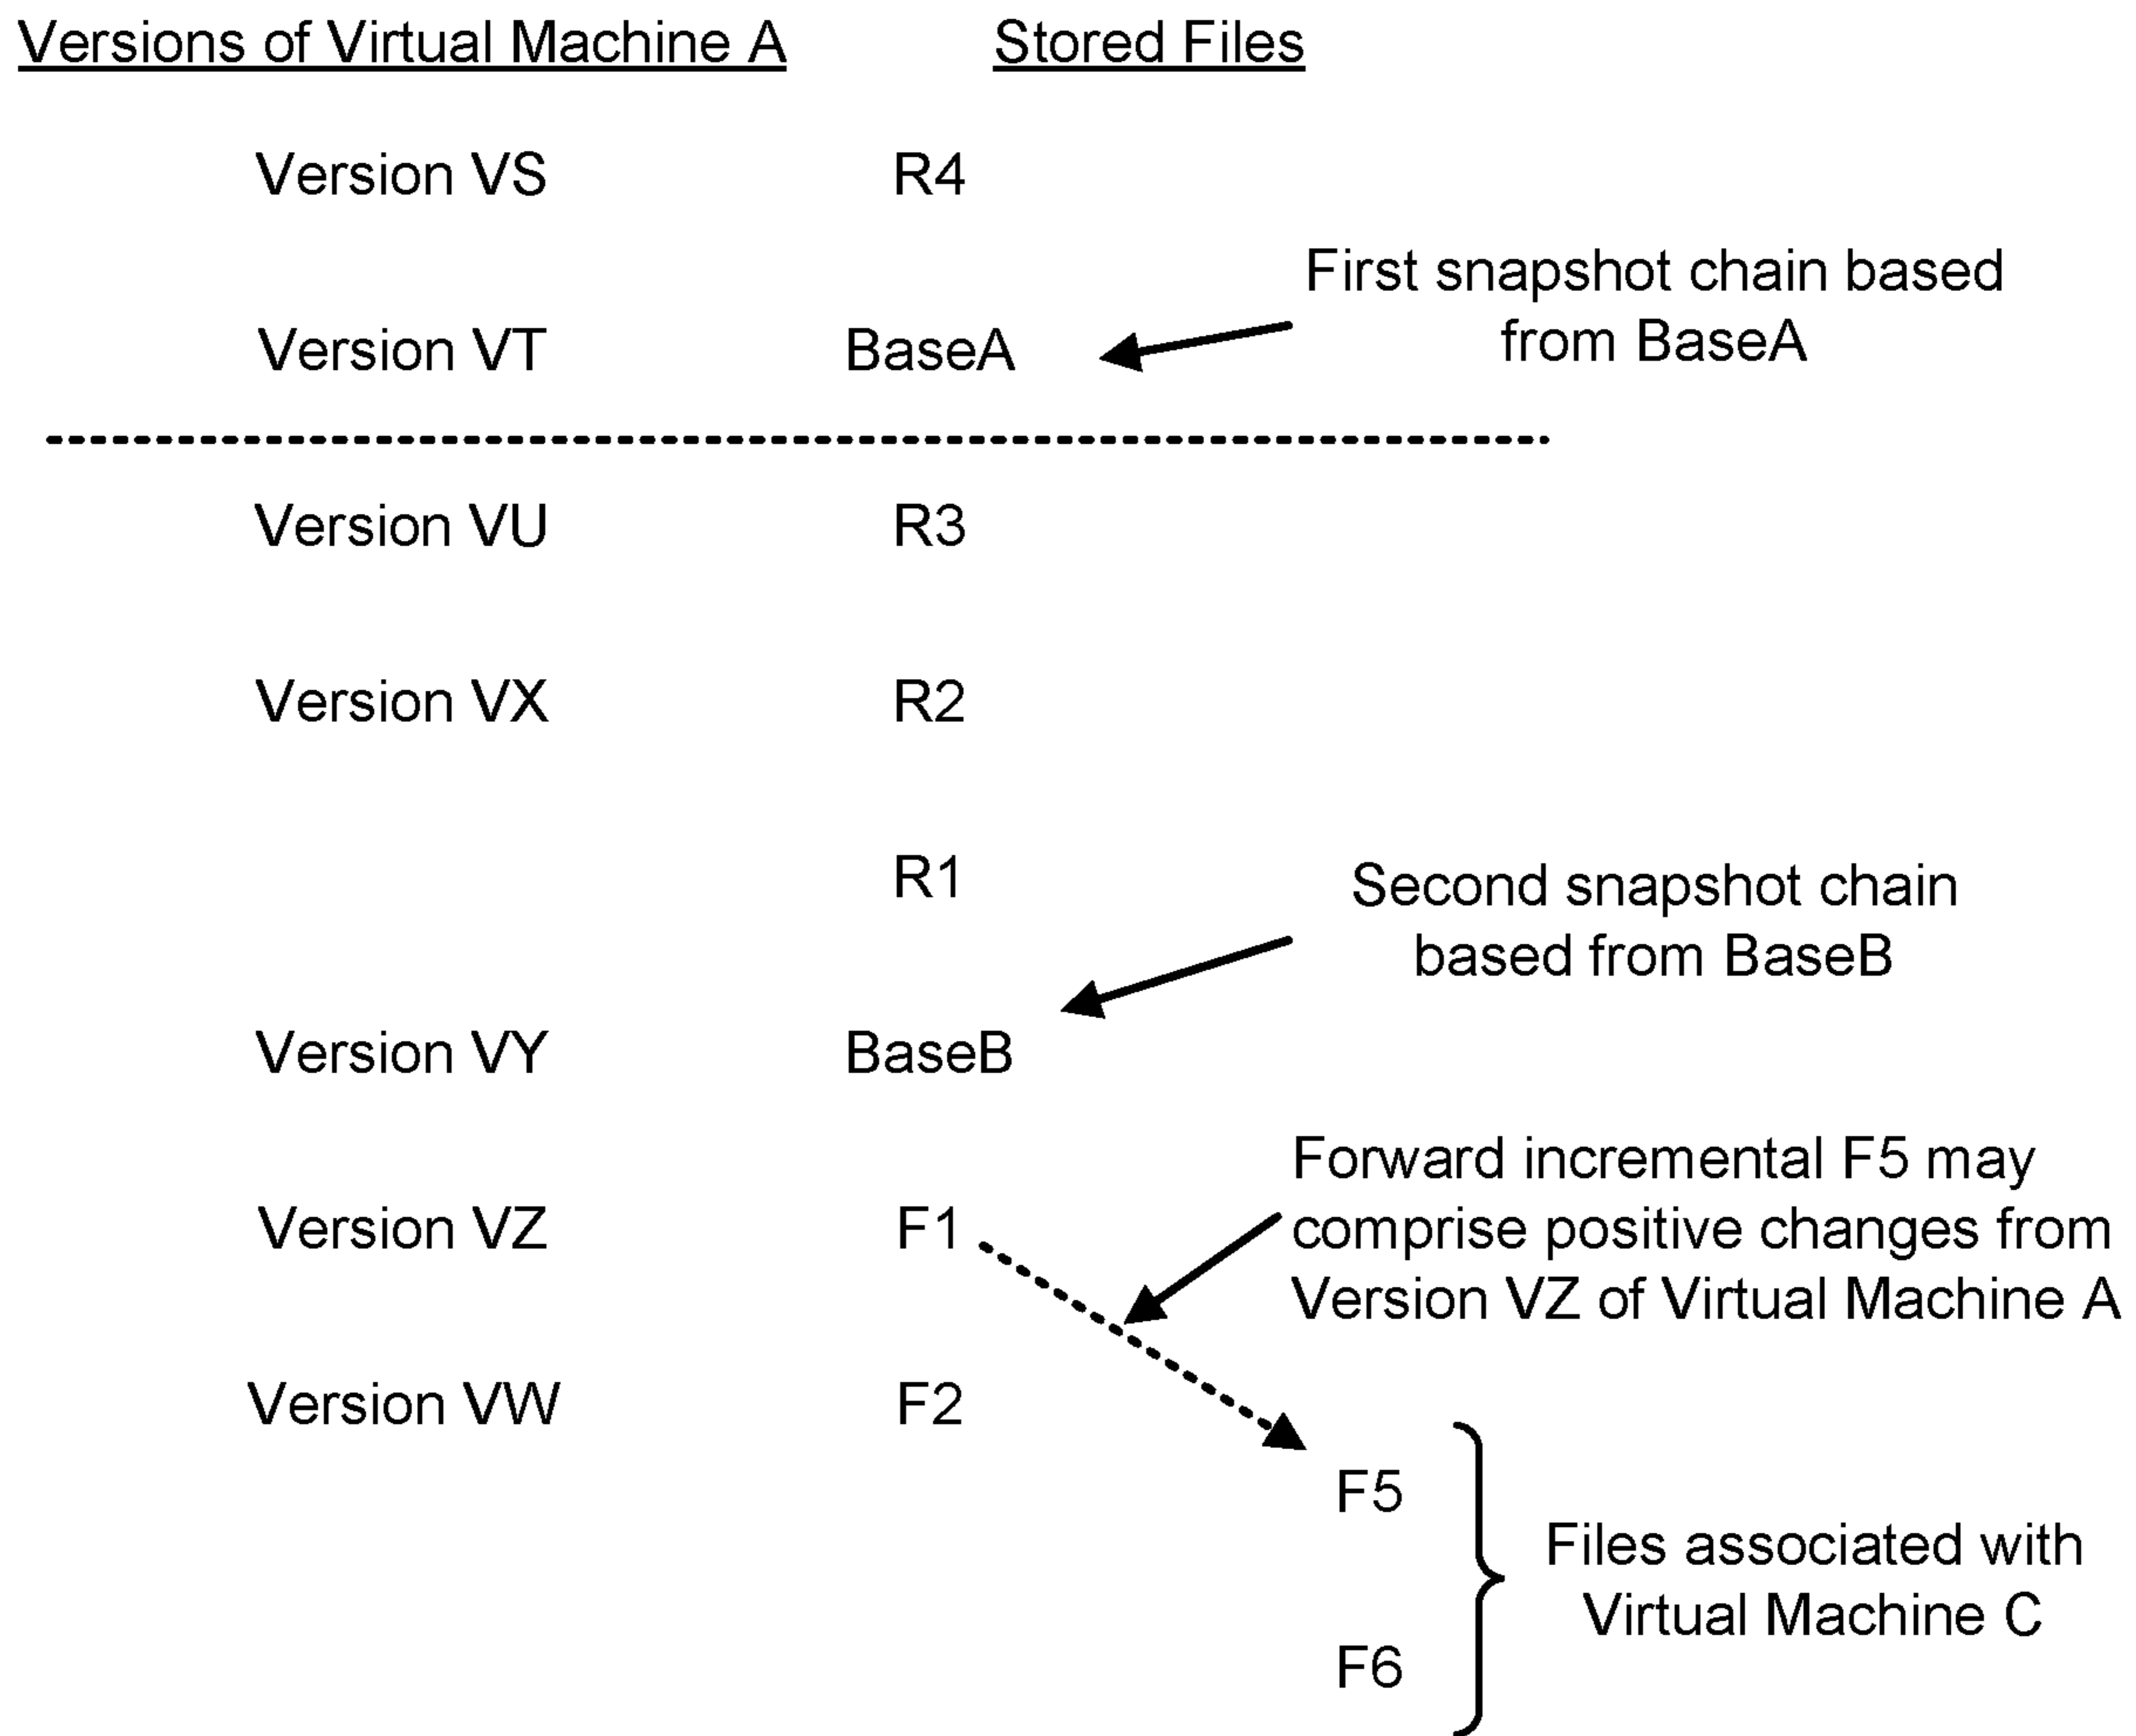 Versions of Virtual Machine A
Stored Files
Version VS
R4
First snapshot chain based
from BaseA
Version VT
BaseA
Version VU
R3
Version VX
R2
R1
Second snapshot chain
based from BaseB
Version VY
BaseB
Forward incremental F5 may
comprise positive changes from
Version VZ of Virtual Machine A
Version VZ
F1
Version VW
F2
F5
Files associated with
Virtual Machine C
F6